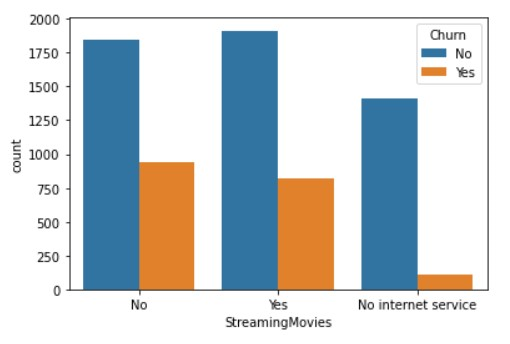 2000
1750
1500
1250
1000
750
500
250
0
count
Churn
No
Yes
No Yes No internet service
StreamingMovies